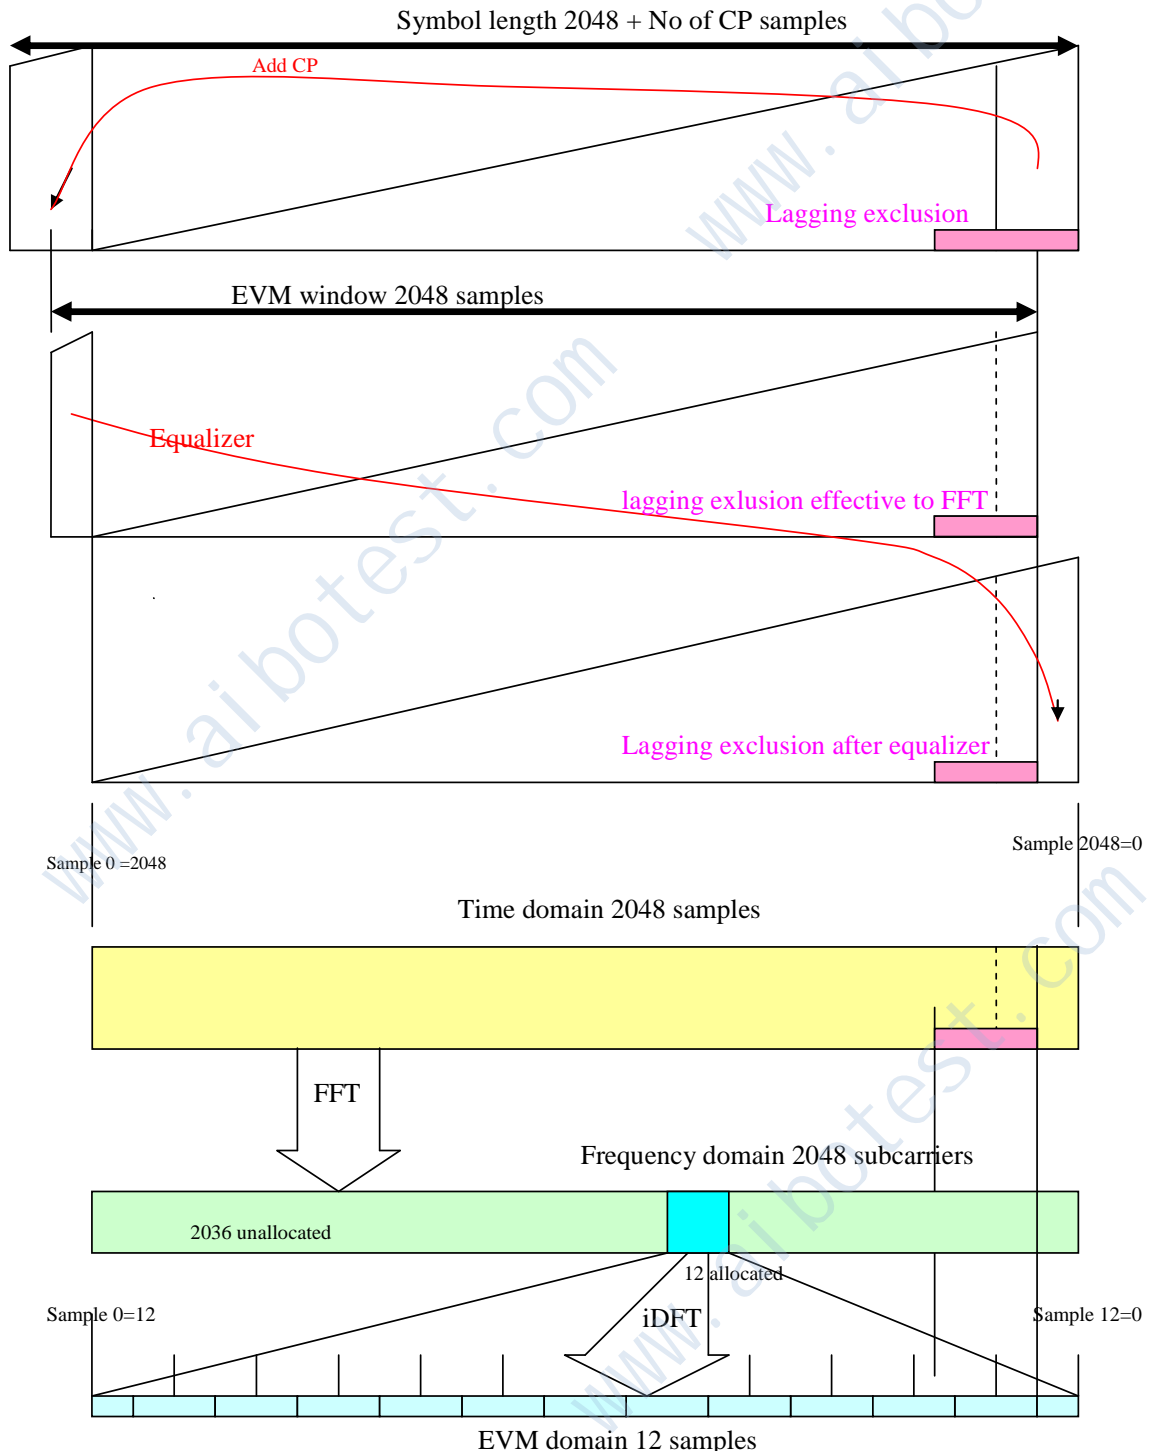 Symbol length 2048 + No of CP samples
Add CP
Lagging exclusion
EVM window 2048 samples
Equalizer
lagging exlusion effective to FFT
Lagging exclusion after equalizer
Sample 2048=0
Sample 0 =2048
Time domain 2048 samples
FFT
Frequency domain 2048 subcarriers
2036 unallocated
12 allocated
Sample 0=12
iDFT
Sample 12=0
EVM domain 12 samples
www.aibotest.com
www.aibotest.com
www.aibo